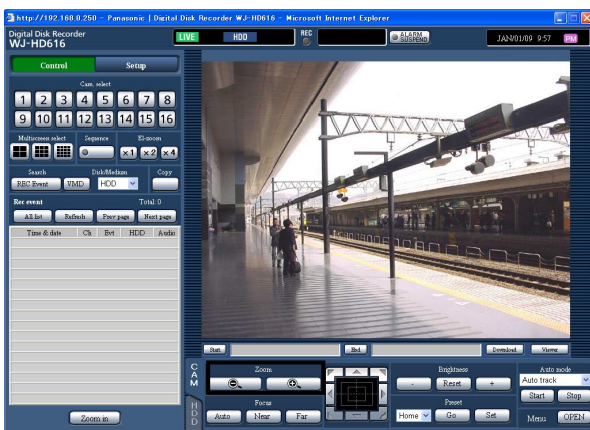 http://192.168.0.250 - Panasonic | Digital Disk Recorder WJ-HD616 - Microsoft Internet Explorer
Digital Disk Recorder
WJ-HD616
LIVE HDD REC ALARM SUSPEND JAN/01/09 9:57 PM
Control Setup
Cam. select
1 2 3 4 5 6 7 8
9 10 11 12 13 14 15 16
Multiscreen select Sequence El-zoom
x1 x2 x4
Search Disk/Medium Copy
REC Event VMD HDD
Rec event Total: 0
All list Refresh Prev page Next page
Time & date Ch Evt HDD Audio
Zoom in
Start End Download Viewer
CAM
HDD
Zoom
Focus
Auto Near Far
Brightness
- Reset +
Preset
Home Go Set
Auto mode
Auto track
Start Stop
Menu OPEN